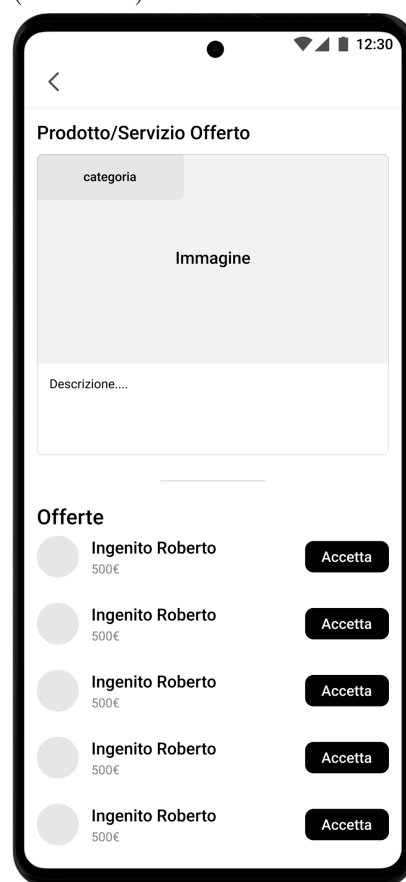 12:30
Prodotto/Servizio Offerto
categoria
Immagine
Descrizione....
Offerte
Ingenito Roberto
500€
Accetta
Ingenito Roberto
500€
Accetta
Ingenito Roberto
500€
Accetta
Ingenito Roberto
500€
Accetta
Ingenito Roberto
500€
Accetta